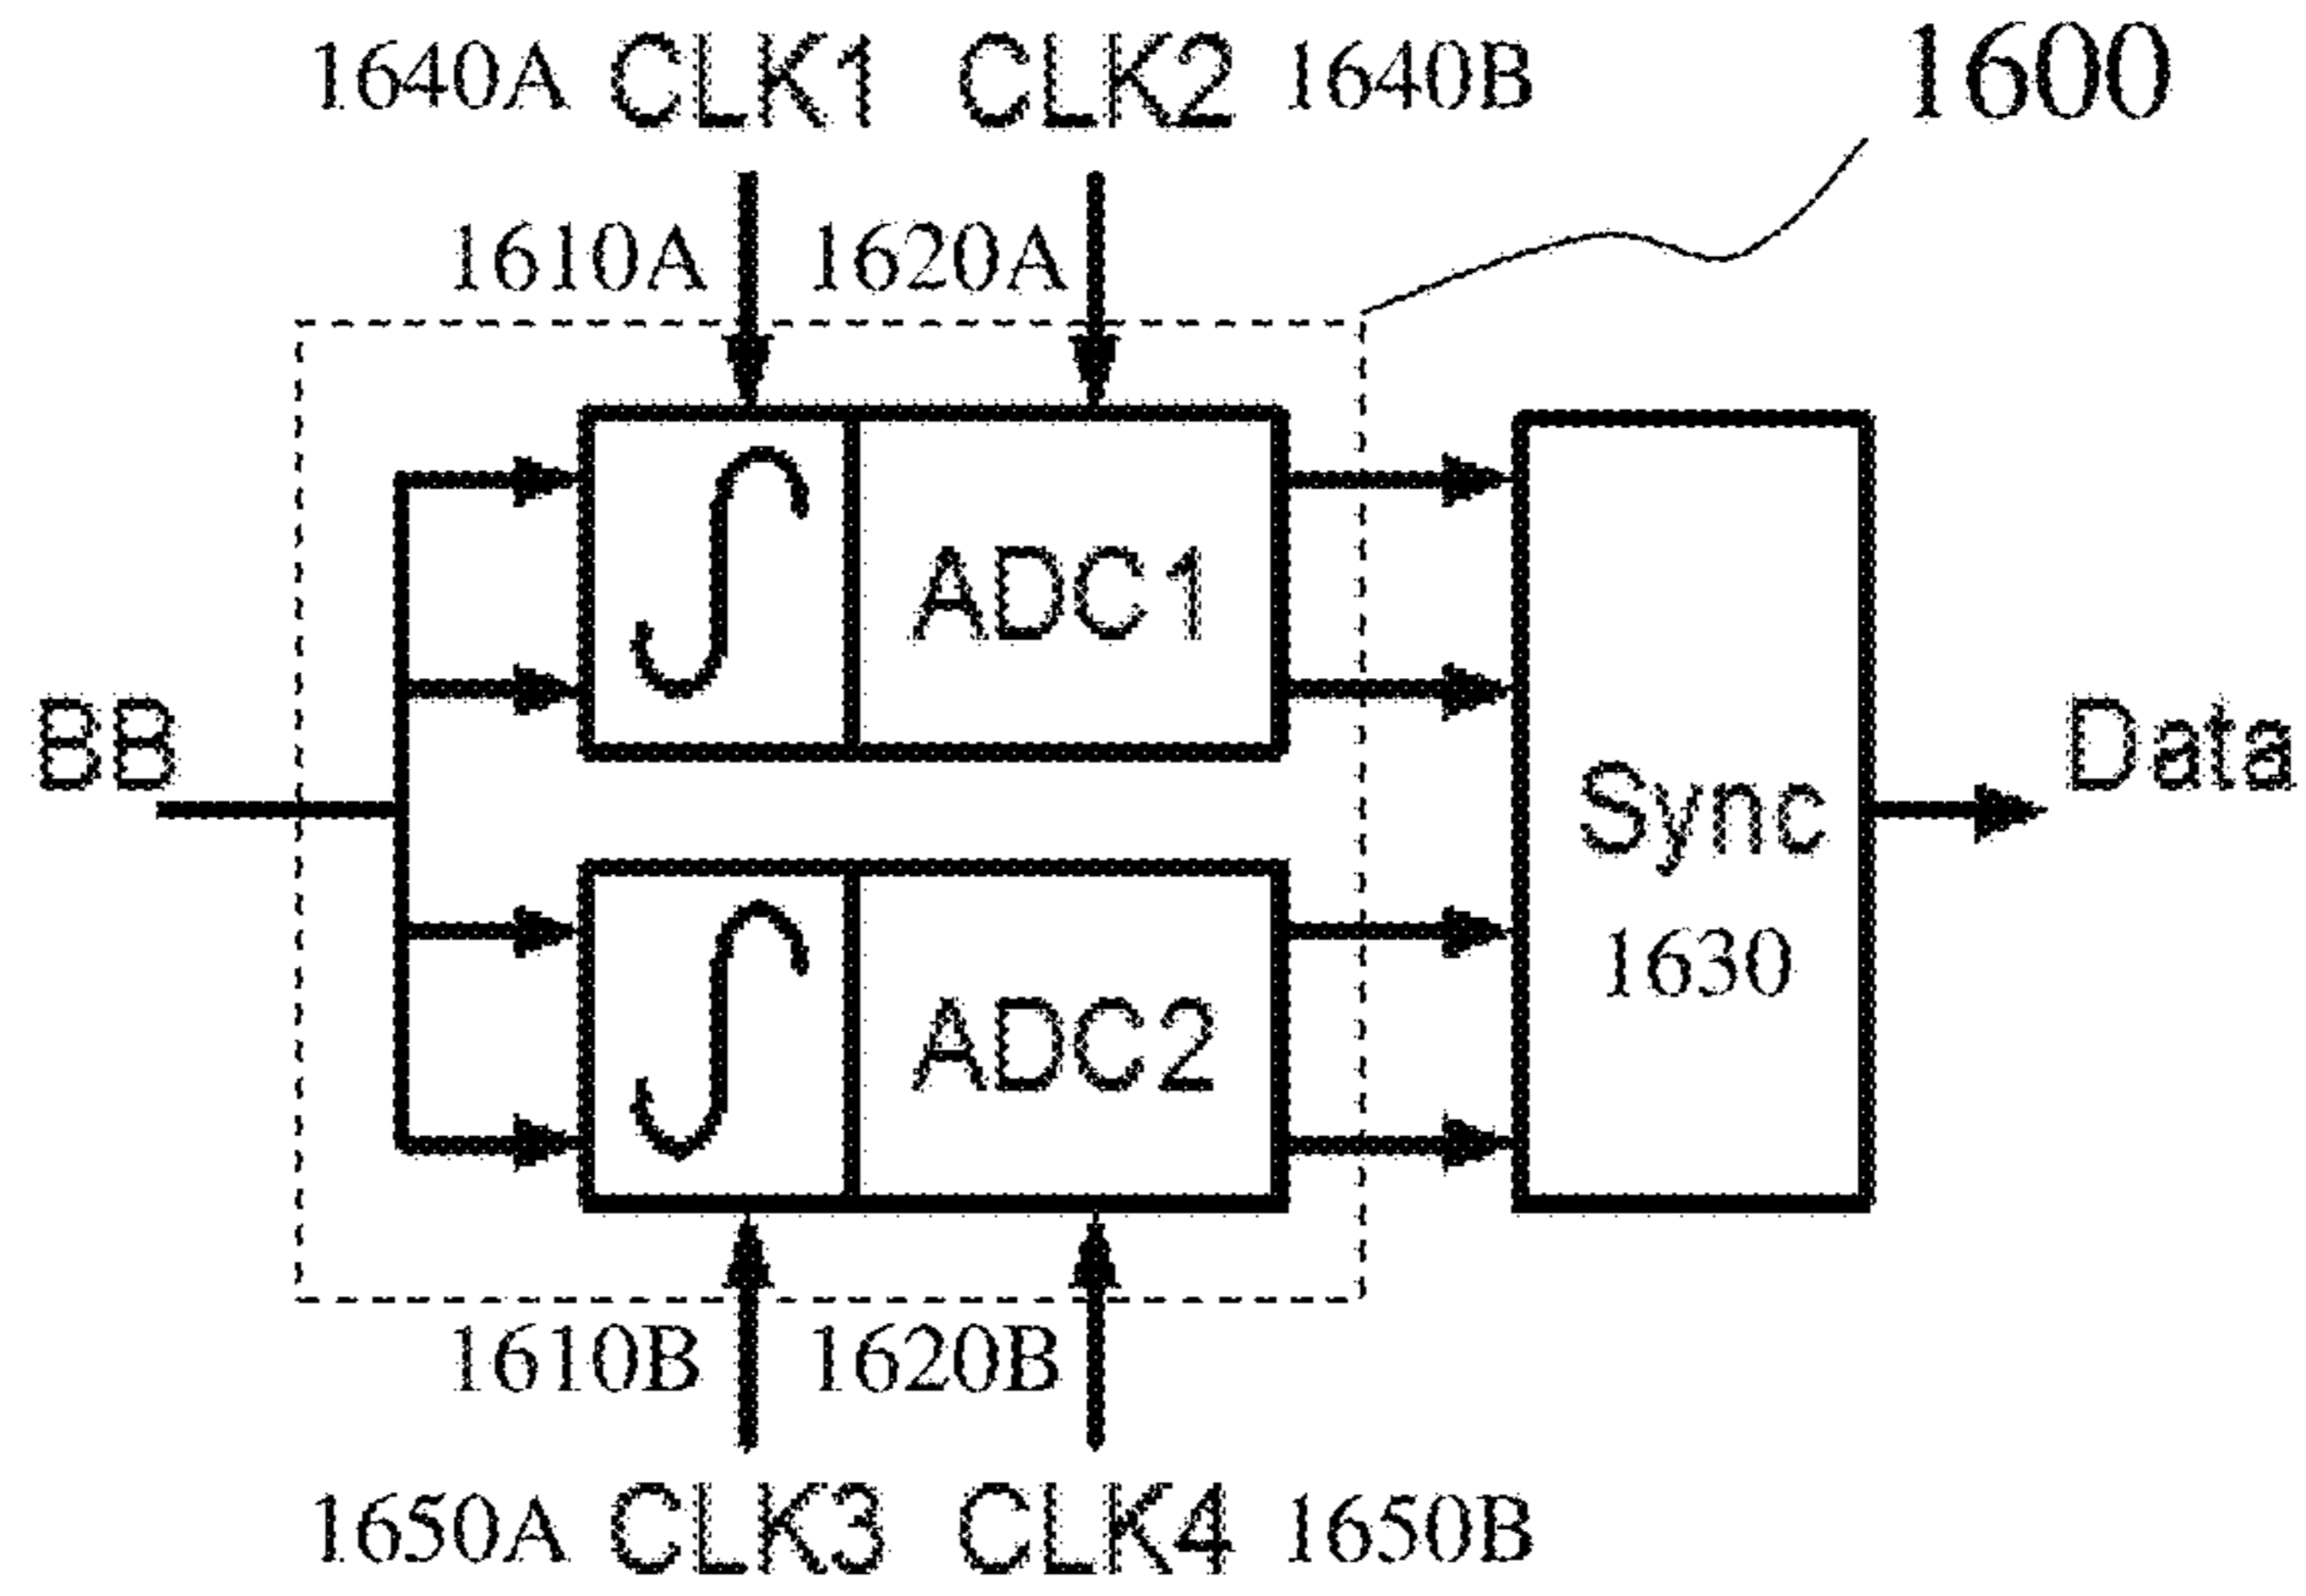 1640A CLK1 CLK2 1640B 1600
1610A 1620A
ADC1
BB
Data
Sync
1630
ADC2
1610B 1620B
1650A CLK3 CLK4 1650B